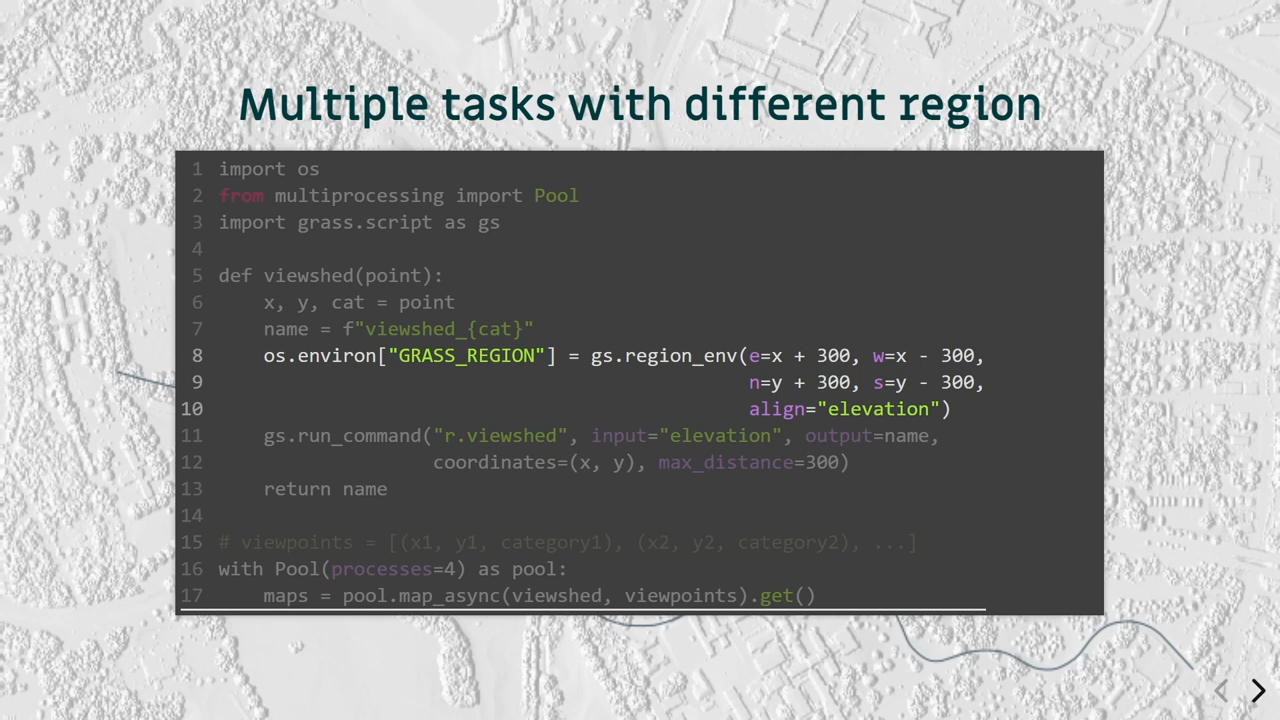 Multiple tasks with different region
1 import os
2 from multiprocessing import Pool
3 import grass.script as gs
4
5 def viewshed(point):
6     x, y, cat = point
7     name = f"viewshed_{cat}"
8     os.environ["GRASS_REGION"] = gs.region_env(e=x + 300, w=x - 300,
9                                                n=y + 300, s=y - 300,
10                                               align="elevation")
11    gs.run_command("r.viewshed", input="elevation", output=name,
12                   coordinates=(x, y), max_distance=300)
13    return name
14
15 # viewpoints = [(x1, y1, category1), (x2, y2, category2), ...]
16 with Pool(processes=4) as pool:
17     maps = pool.map_async(viewshed, viewpoints).get()